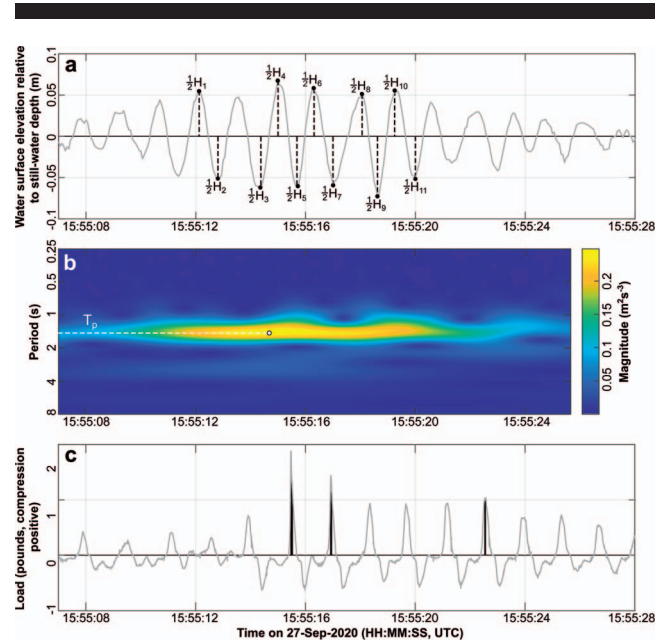 a
0.1
0.05
0
-0.05
-0.1
Water surface elevation relative
to still-water depth (m)
½H1
½H2
½H3
½H4
½H5
½H6
½H7
½H8
½H9
½H10
½H11
15:55:08 15:55:12 15:55:16 15:55:20 15:55:24 15:55:28
b
0.25
0.5
1
2
4
8
Period (s)
Tp
15:55:08 15:55:12 15:55:16 15:55:20 15:55:24
0.2
0.15
0.1
0.05
Magnitude (m²s⁻³)
c
2
1
0
-1
Load (pounds, compression
positive)
15:55:08 15:55:12 15:55:16 15:55:20 15:55:24 15:55:28
Time on 27-Sep-2020 (HH:MM:SS, UTC)